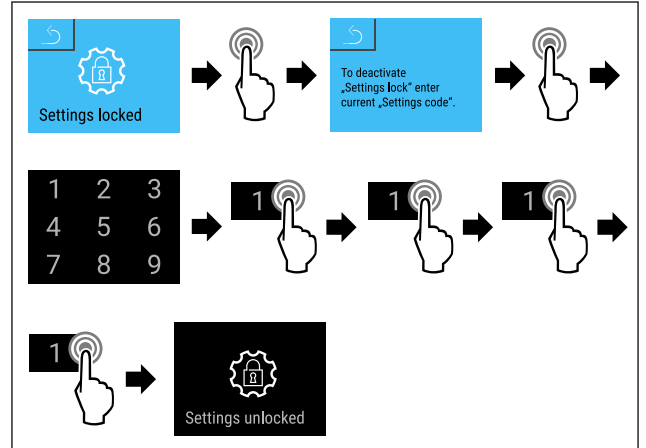 Settings locked
To deactivate
„Settings lock" enter
current „Settings code".
1 2 3
4 5 6
7 8 9
1
1
1
1
Settings unlocked